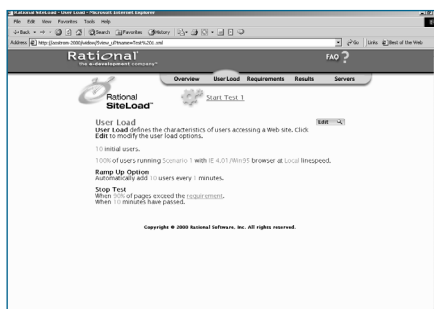 Rational SiteLoad - User Load - Microsoft Internet Explorer
File Edit View Favorites Tools Help
Back Search Favorites History
Address Links Best of the Web
Rational
the e-development company
FAQ ?
Overview User Load Requirements Results Servers
Rational
SiteLoad
Start Test 1
User Load
Edit
User Load defines the characteristics of users accessing a Web site. Click
Edit to modify the user load options.
10 initial users.
100% of users running Scenario 1 with IE 4.01/Win95 browser at Local linespeed.
Ramp Up Option
Automatically add 10 users every 1 minutes.
Stop Test
When 90% of pages exceed the requirement.
When 10 minutes have passed.
Copyright © 2000 Rational Software, Inc. All rights reserved.